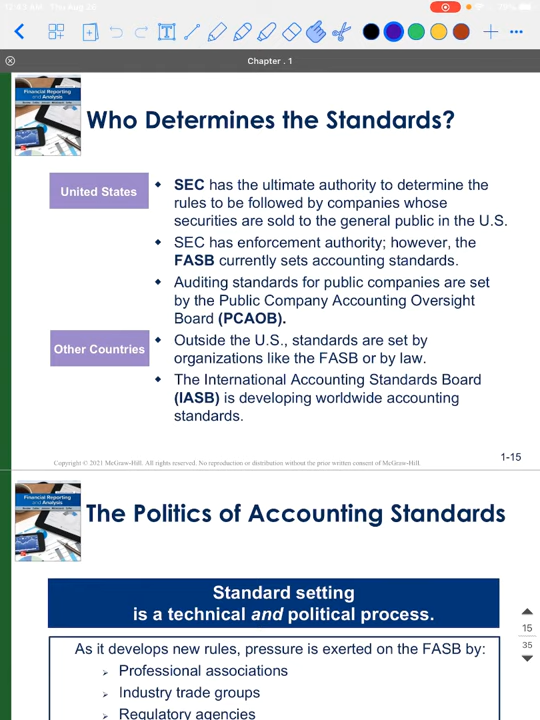 Chapter . 1
Financial Reporting
and Analysis
Who Determines the Standards?
United States
SEC has the ultimate authority to determine the
rules to be followed by companies whose
securities are sold to the general public in the U.S.
SEC has enforcement authority; however, the
FASB currently sets accounting standards.
Auditing standards for public companies are set
by the Public Company Accounting Oversight
Board (PCAOB).
Other Countries
Outside the U.S., standards are set by
organizations like the FASB or by law.
The International Accounting Standards Board
(IASB) is developing worldwide accounting
standards.
Copyright © 2021 McGraw-Hill. All rights reserved. No reproduction or distribution without the prior written consent of McGraw-Hill.
1-15
Financial Reporting
and Analysis
The Politics of Accounting Standards
Standard setting
is a technical and political process.
15
35
As it develops new rules, pressure is exerted on the FASB by:
Professional associations
Industry trade groups
Regulatory agencies